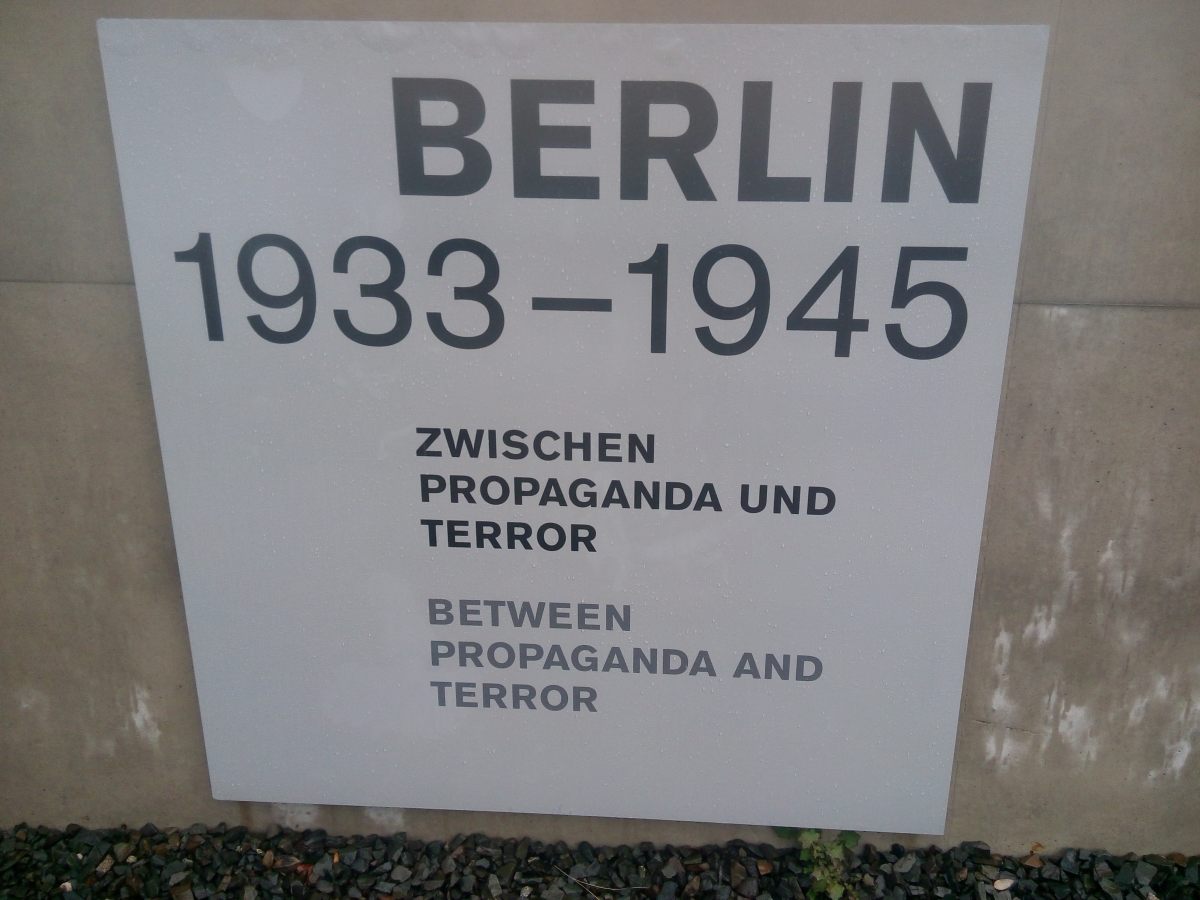 BERLIN
1933–1945
ZWISCHEN
PROPAGANDA UND
TERROR
BETWEEN
PROPAGANDA AND
TERROR